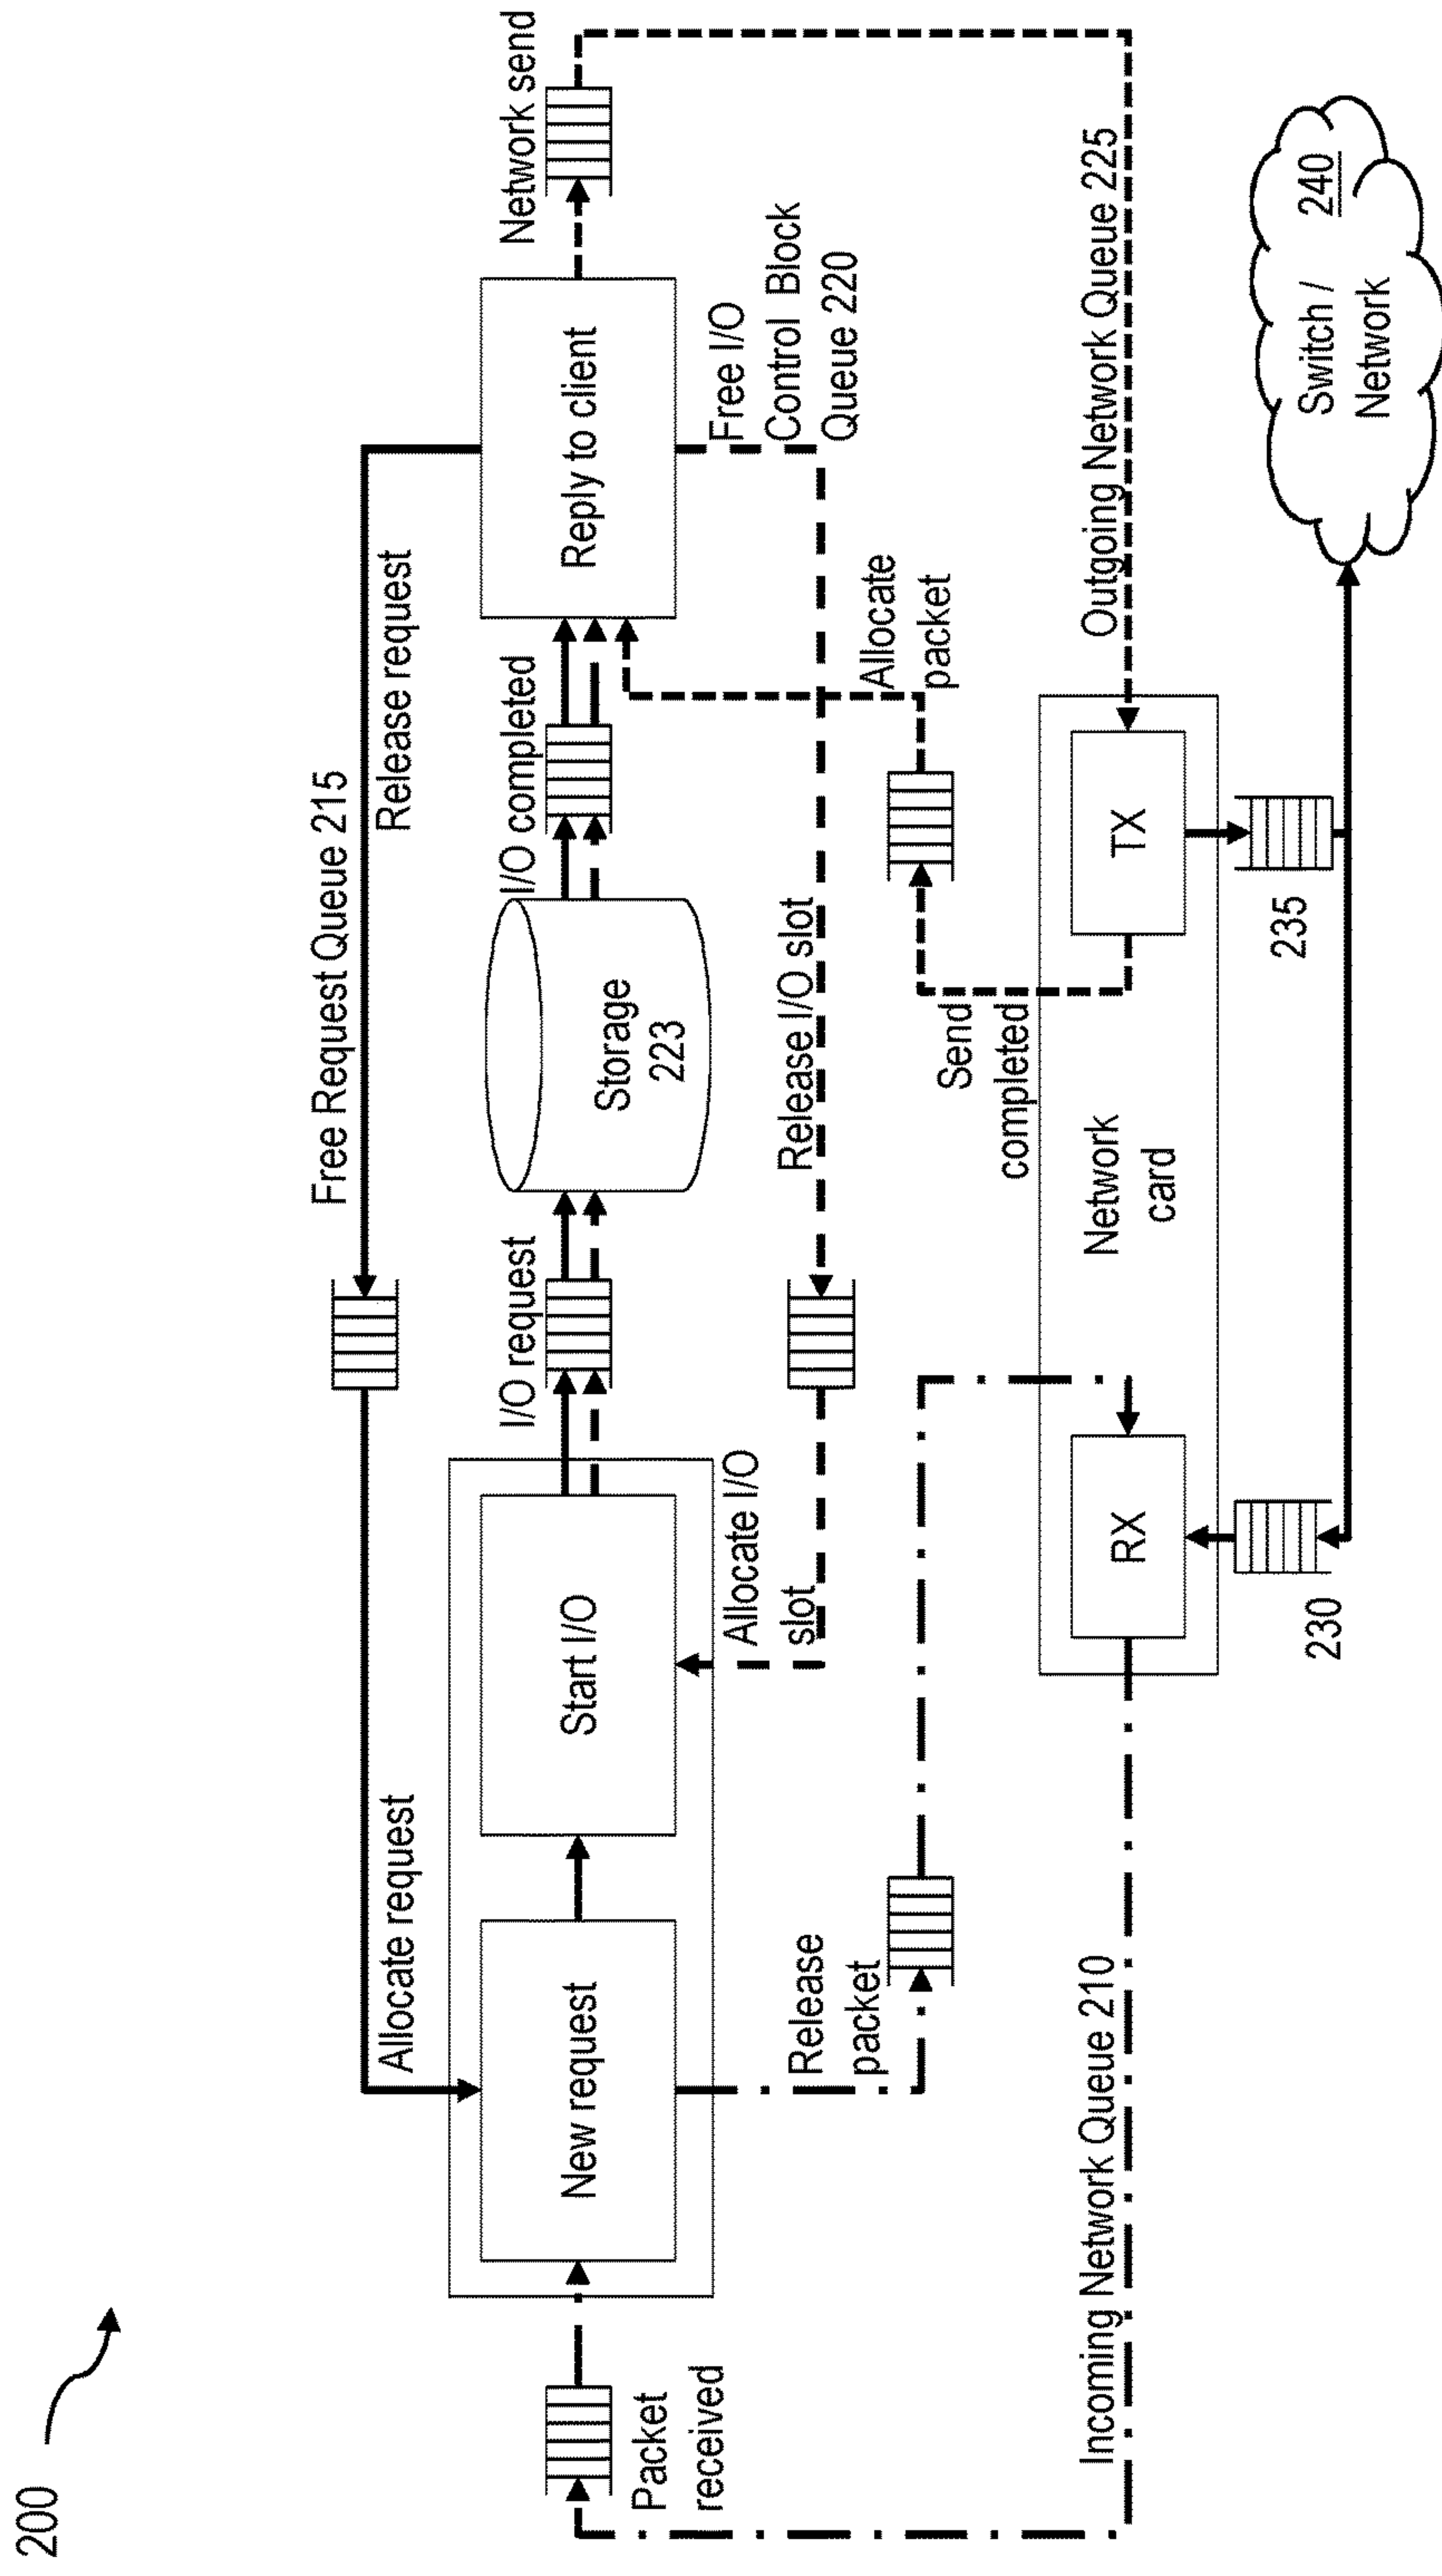 200
Free Request Queue 215
Allocate request
Release request
Packet
received
New request
Start I/O
I/O request
Storage
223
I/O completed
Reply to client
Network send
Release
packet
Allocate I/O
slot
Release I/O slot
Free I/O
Control Block
Queue 220
Allocate
packet
Send
completed
Incoming Network Queue 210
RX
Network
card
TX
Outgoing Network Queue 225
230
235
Switch /
Network
240